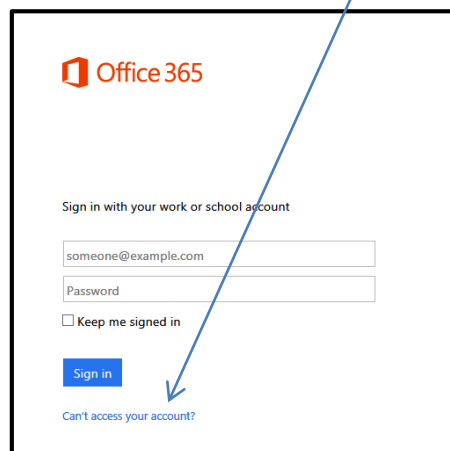 Office 365
Sign in with your work or school account
someone@example.com
Password
Keep me signed in
Sign in
Can't access your account?